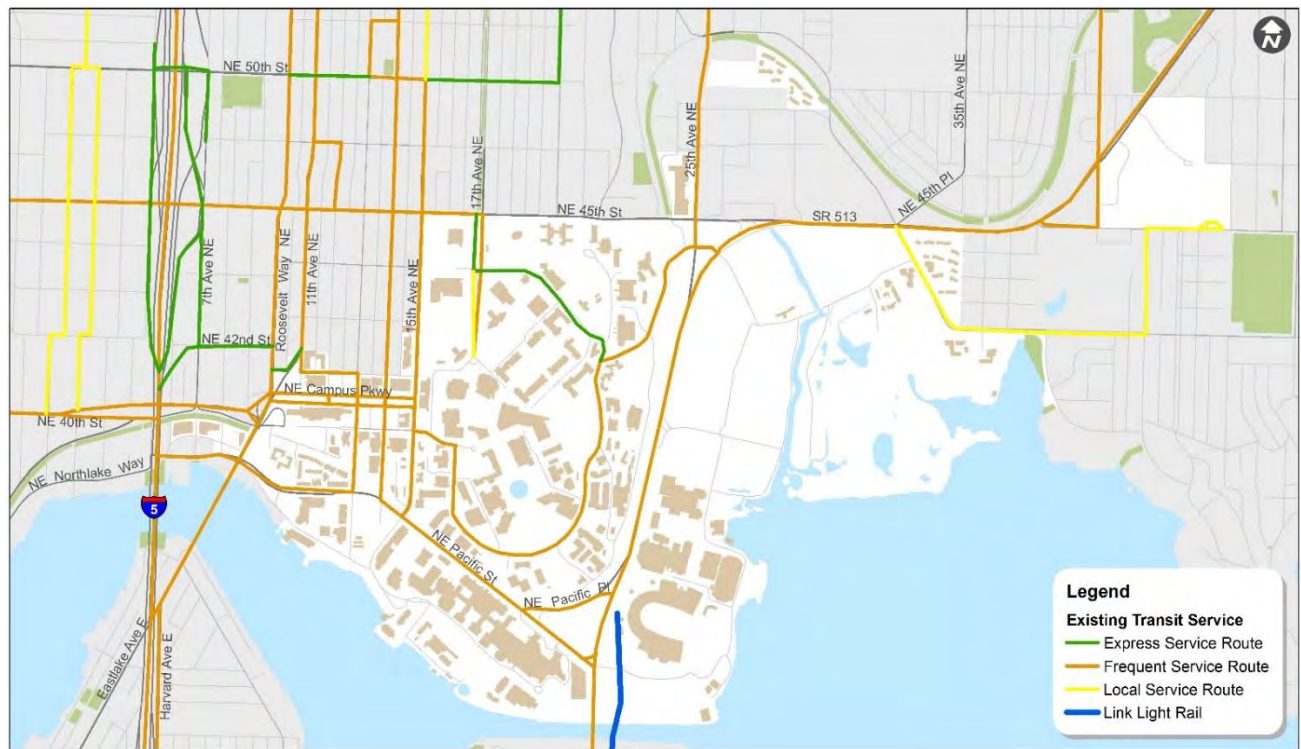 N
NE 50th St
35th Ave NE
25th Ave NE
17th Ave NE
NE 45th Pl
NE 45th St
SR 513
7th Ave NE
Roosevelt Way NE
11th Ave NE
15th Ave NE
NE 42nd St
NE Campus Pkwy
NE 40th St
NE Northlake Way
5
NE Pacific St
NE Pacific Pl
Eastlake Ave E
Harvard Ave E
Legend
Existing Transit Service
Express Service Route
Frequent Service Route
Local Service Route
Link Light Rail